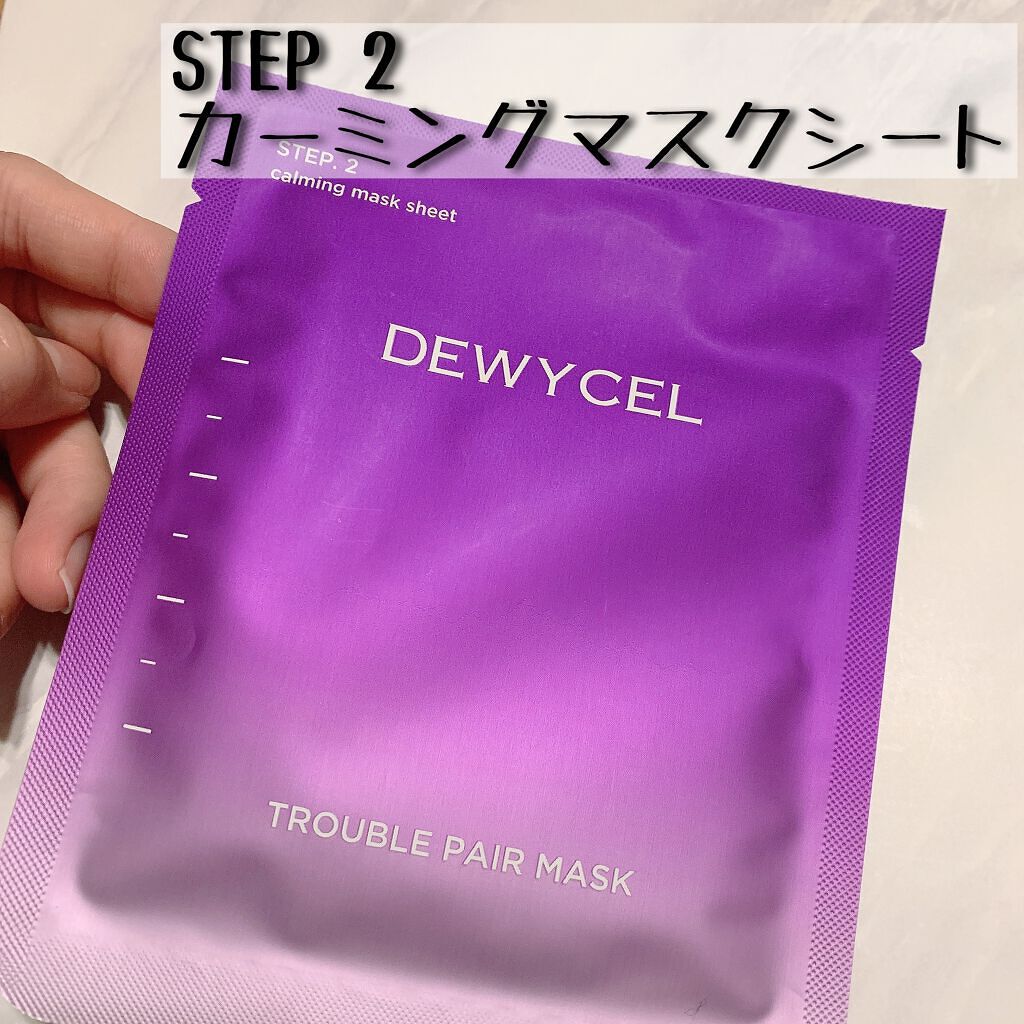 STEP 2
カーミングマスクシート
STEP. 2
calming mask sheet
DEWYCEL
TROUBLE PAIR MASK